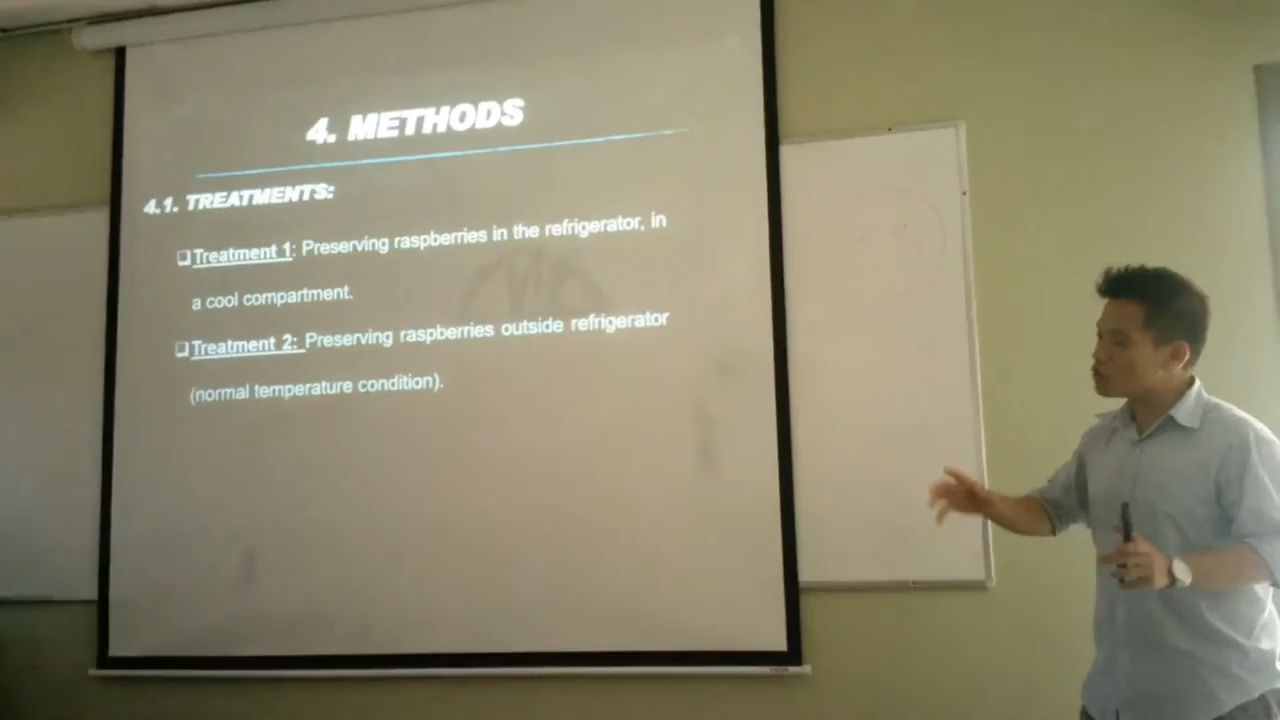 4. METHODS
4.1. TREATMENTS:
❑Treatment 1: Preserving raspberries in the refrigerator, in
a cool compartment.
❑Treatment 2: Preserving raspberries outside refrigerator
(normal temperature condition).